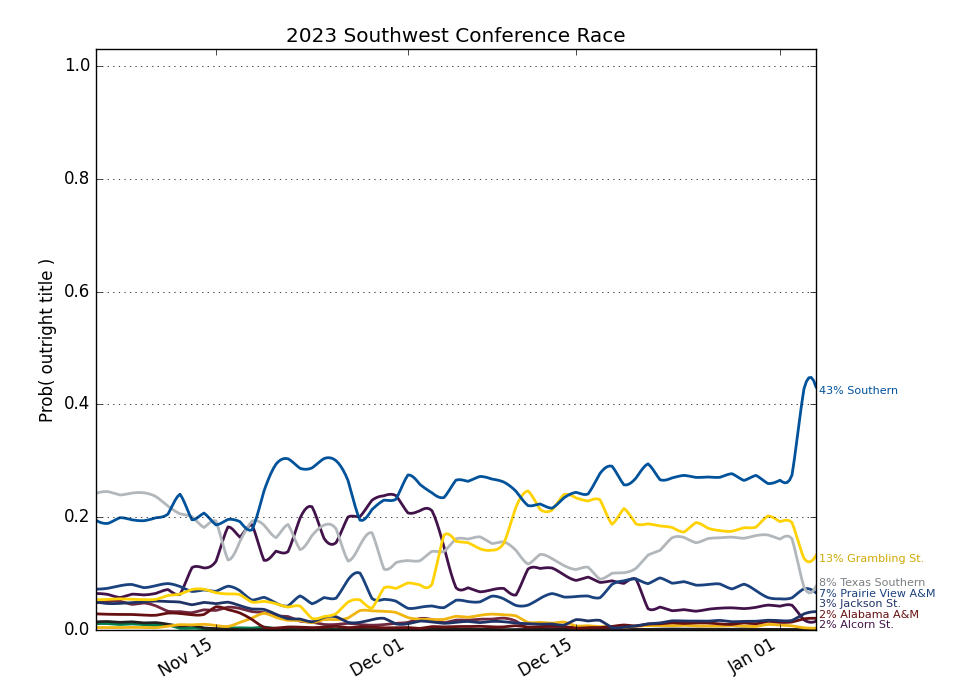 2023 Southwest Conference Race
Prob( outright title )
1.0
0.8
0.6
0.4
0.2
0.0
43% Southern
13% Grambling St.
8% Texas Southern
7% Prairie View A&M
3% Jackson St.
2% Alabama A&M
2% Alcorn St.
Nov 15
Dec 01
Dec 15
Jan 01